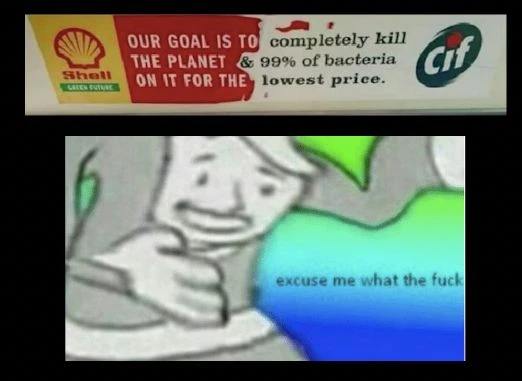 OUR GOAL IS TO completely kill
THE PLANET & 99% of bacteria
ON IT FOR THE lowest price.
Shell
GREEN FUTURE
Cif
excuse me what the fuck